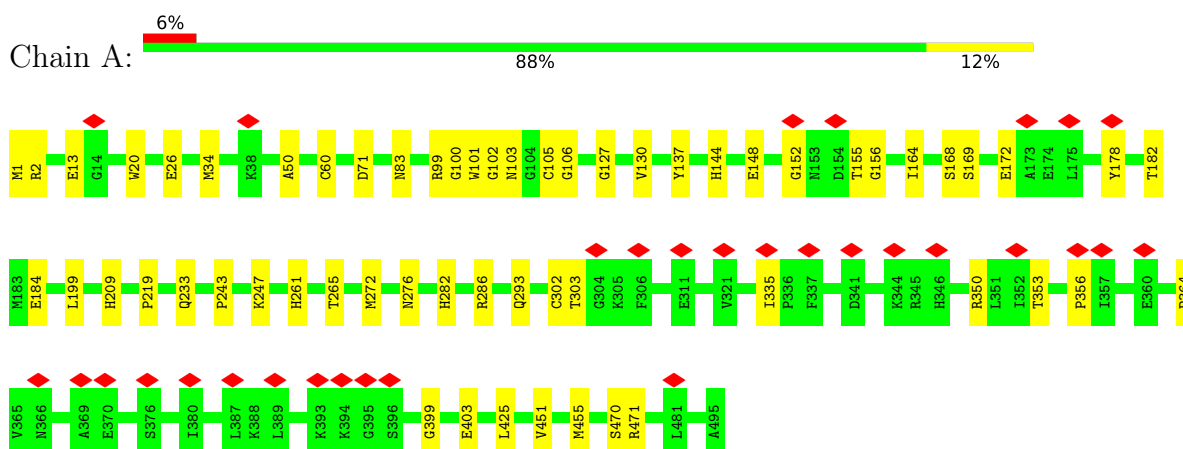 6%
Chain A:
88% 12%
M1 R2 E13 G14 W20 E26 M34 K38 A50 C60 D71 N83 R99 G100 W101 G102 N103 G104 C105 G106 G127 V130 Y137 H144 E148 G152 N153 D154 T155 G156 I164 S168 S169 E172 A173 E174 L175 Y178 T182
M183 E184 L199 H209 P219 Q233 P243 K247 H261 T265 M272 N276 H282 R286 Q293 C302 T303 G304 K305 F306 E311 V321 I335 P336 F337 D341 K344 R345 H346 R350 L351 I352 T353 P356 I357 E360
V365 N366 A369 E370 S376 I380 L387 K388 L389 K393 K394 G395 S396 G399 E403 L425 V451 M455 S470 R471 L481 A495